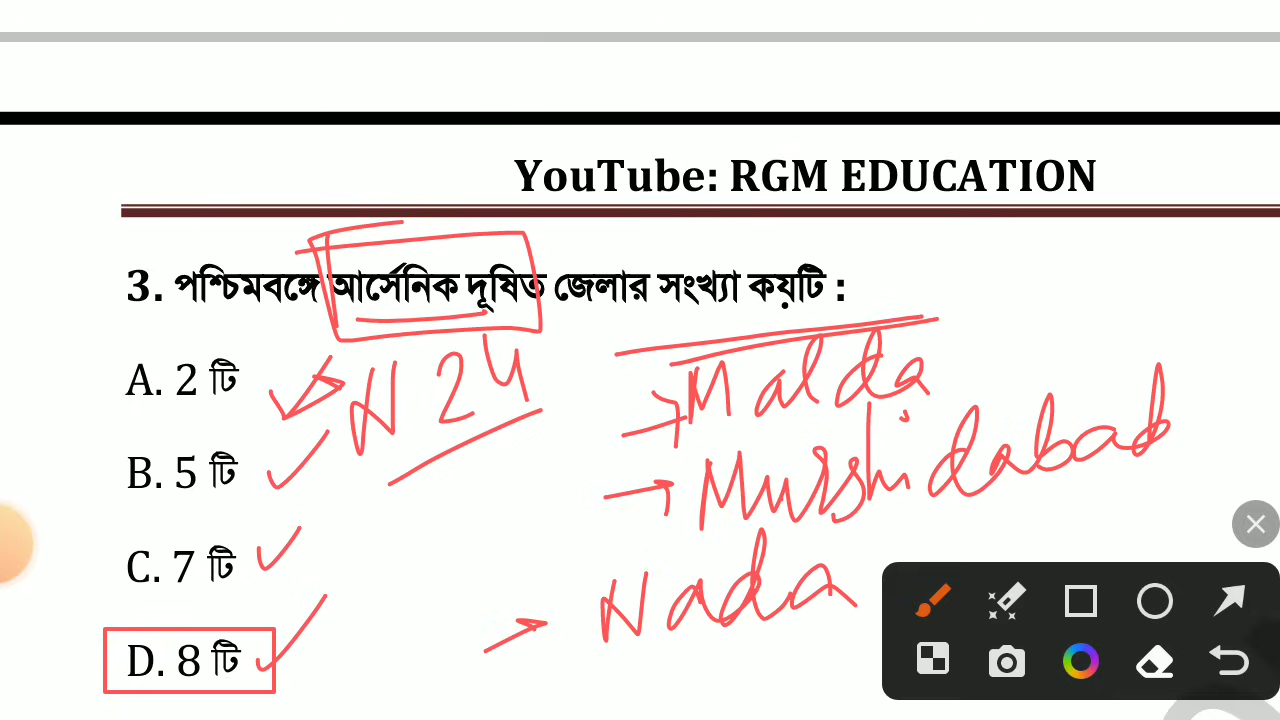 YouTube: RGM EDUCATION
3. পশ্চিমবঙ্গে আর্সেনিক দূষিত জেলার সংখ্যা কয়টি :
A. 2 টি
N 24
Malda
B. 5 টি
Murshidabad
C. 7 টি
Nada
D. 8 টি